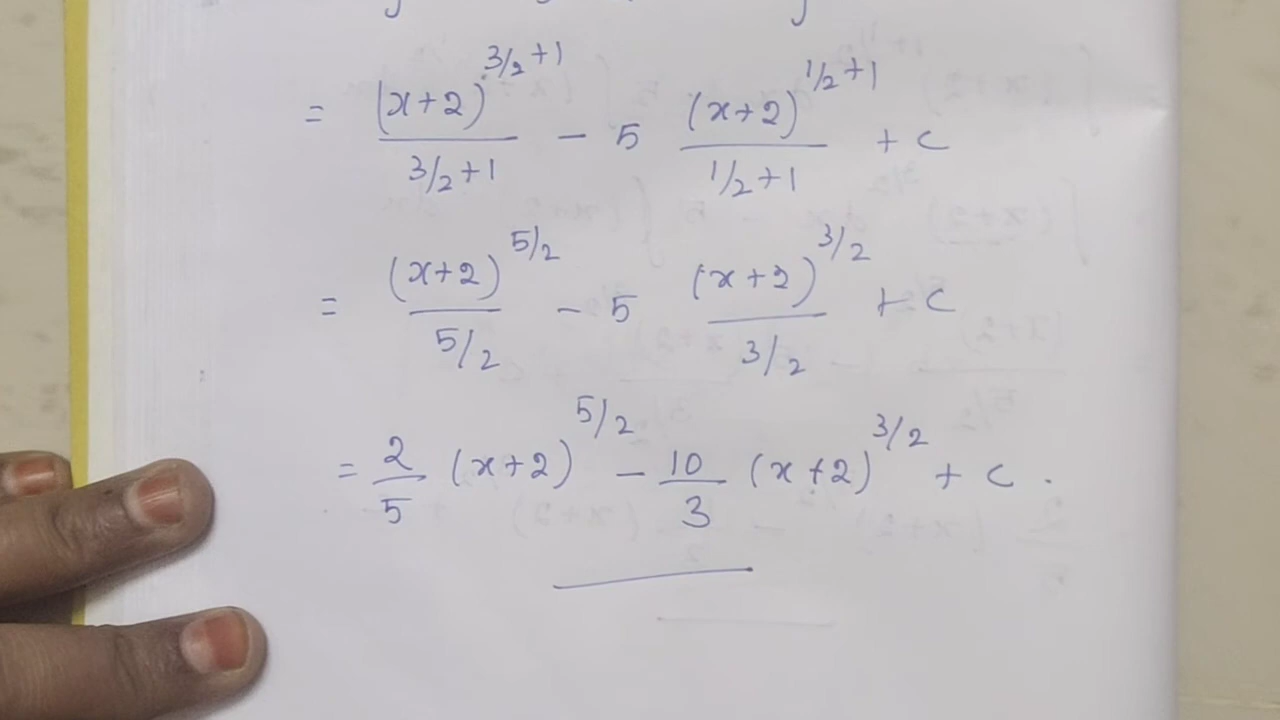 = (x+2)^(3/2+1) / (3/2+1) - 5 (x+2)^(1/2+1) / (1/2+1) + c
= (x+2)^(5/2) / (5/2) - 5 (x+2)^(3/2) / (3/2) + c
= 2/5 (x+2)^(5/2) - 10/3 (x+2)^(3/2) + c .